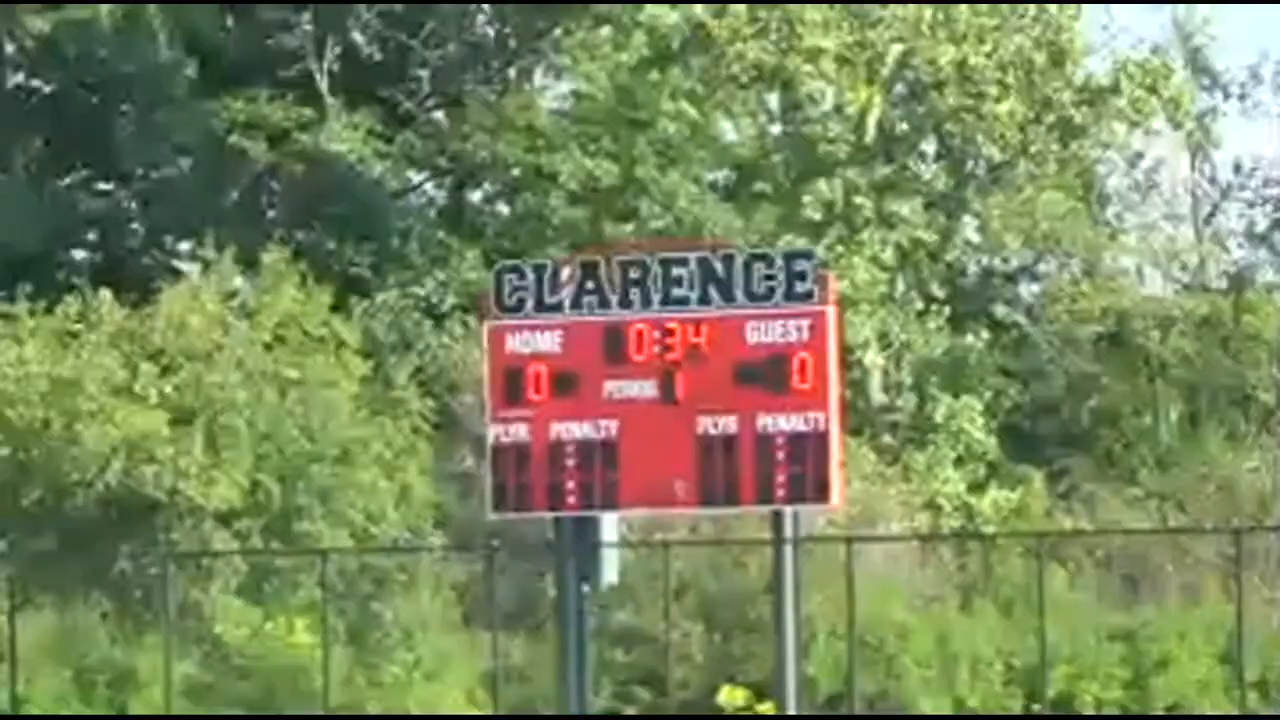 CLARENCE
HOME 0:34 GUEST
0 PERIOD 1 0
PLYR PENALTY PLYR PENALTY